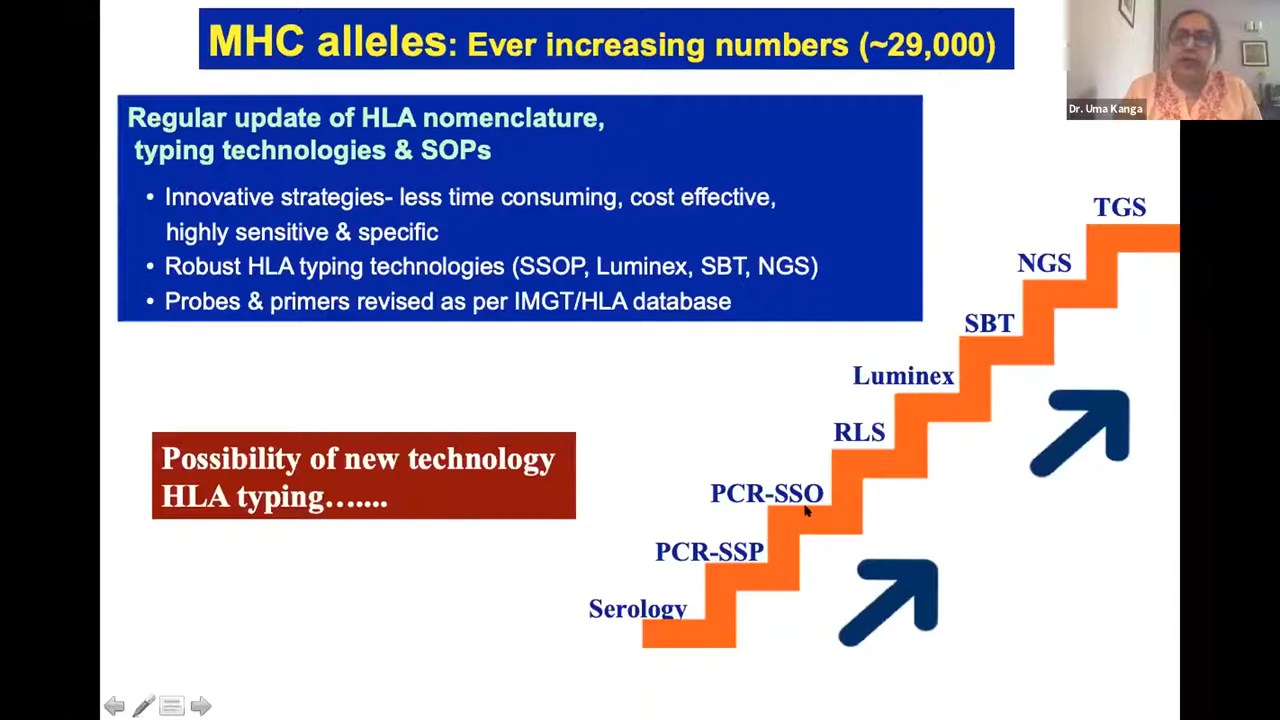 MHC alleles: Ever increasing numbers (~29,000)
Dr. Uma Kanga
Regular update of HLA nomenclature,
typing technologies & SOPs
• Innovative strategies- less time consuming, cost effective,
highly sensitive & specific
• Robust HLA typing technologies (SSOP, Luminex, SBT, NGS)
• Probes & primers revised as per IMGT/HLA database
TGS
NGS
SBT
Luminex
RLS
PCR-SSO
PCR-SSP
Serology
Possibility of new technology
HLA typing…....